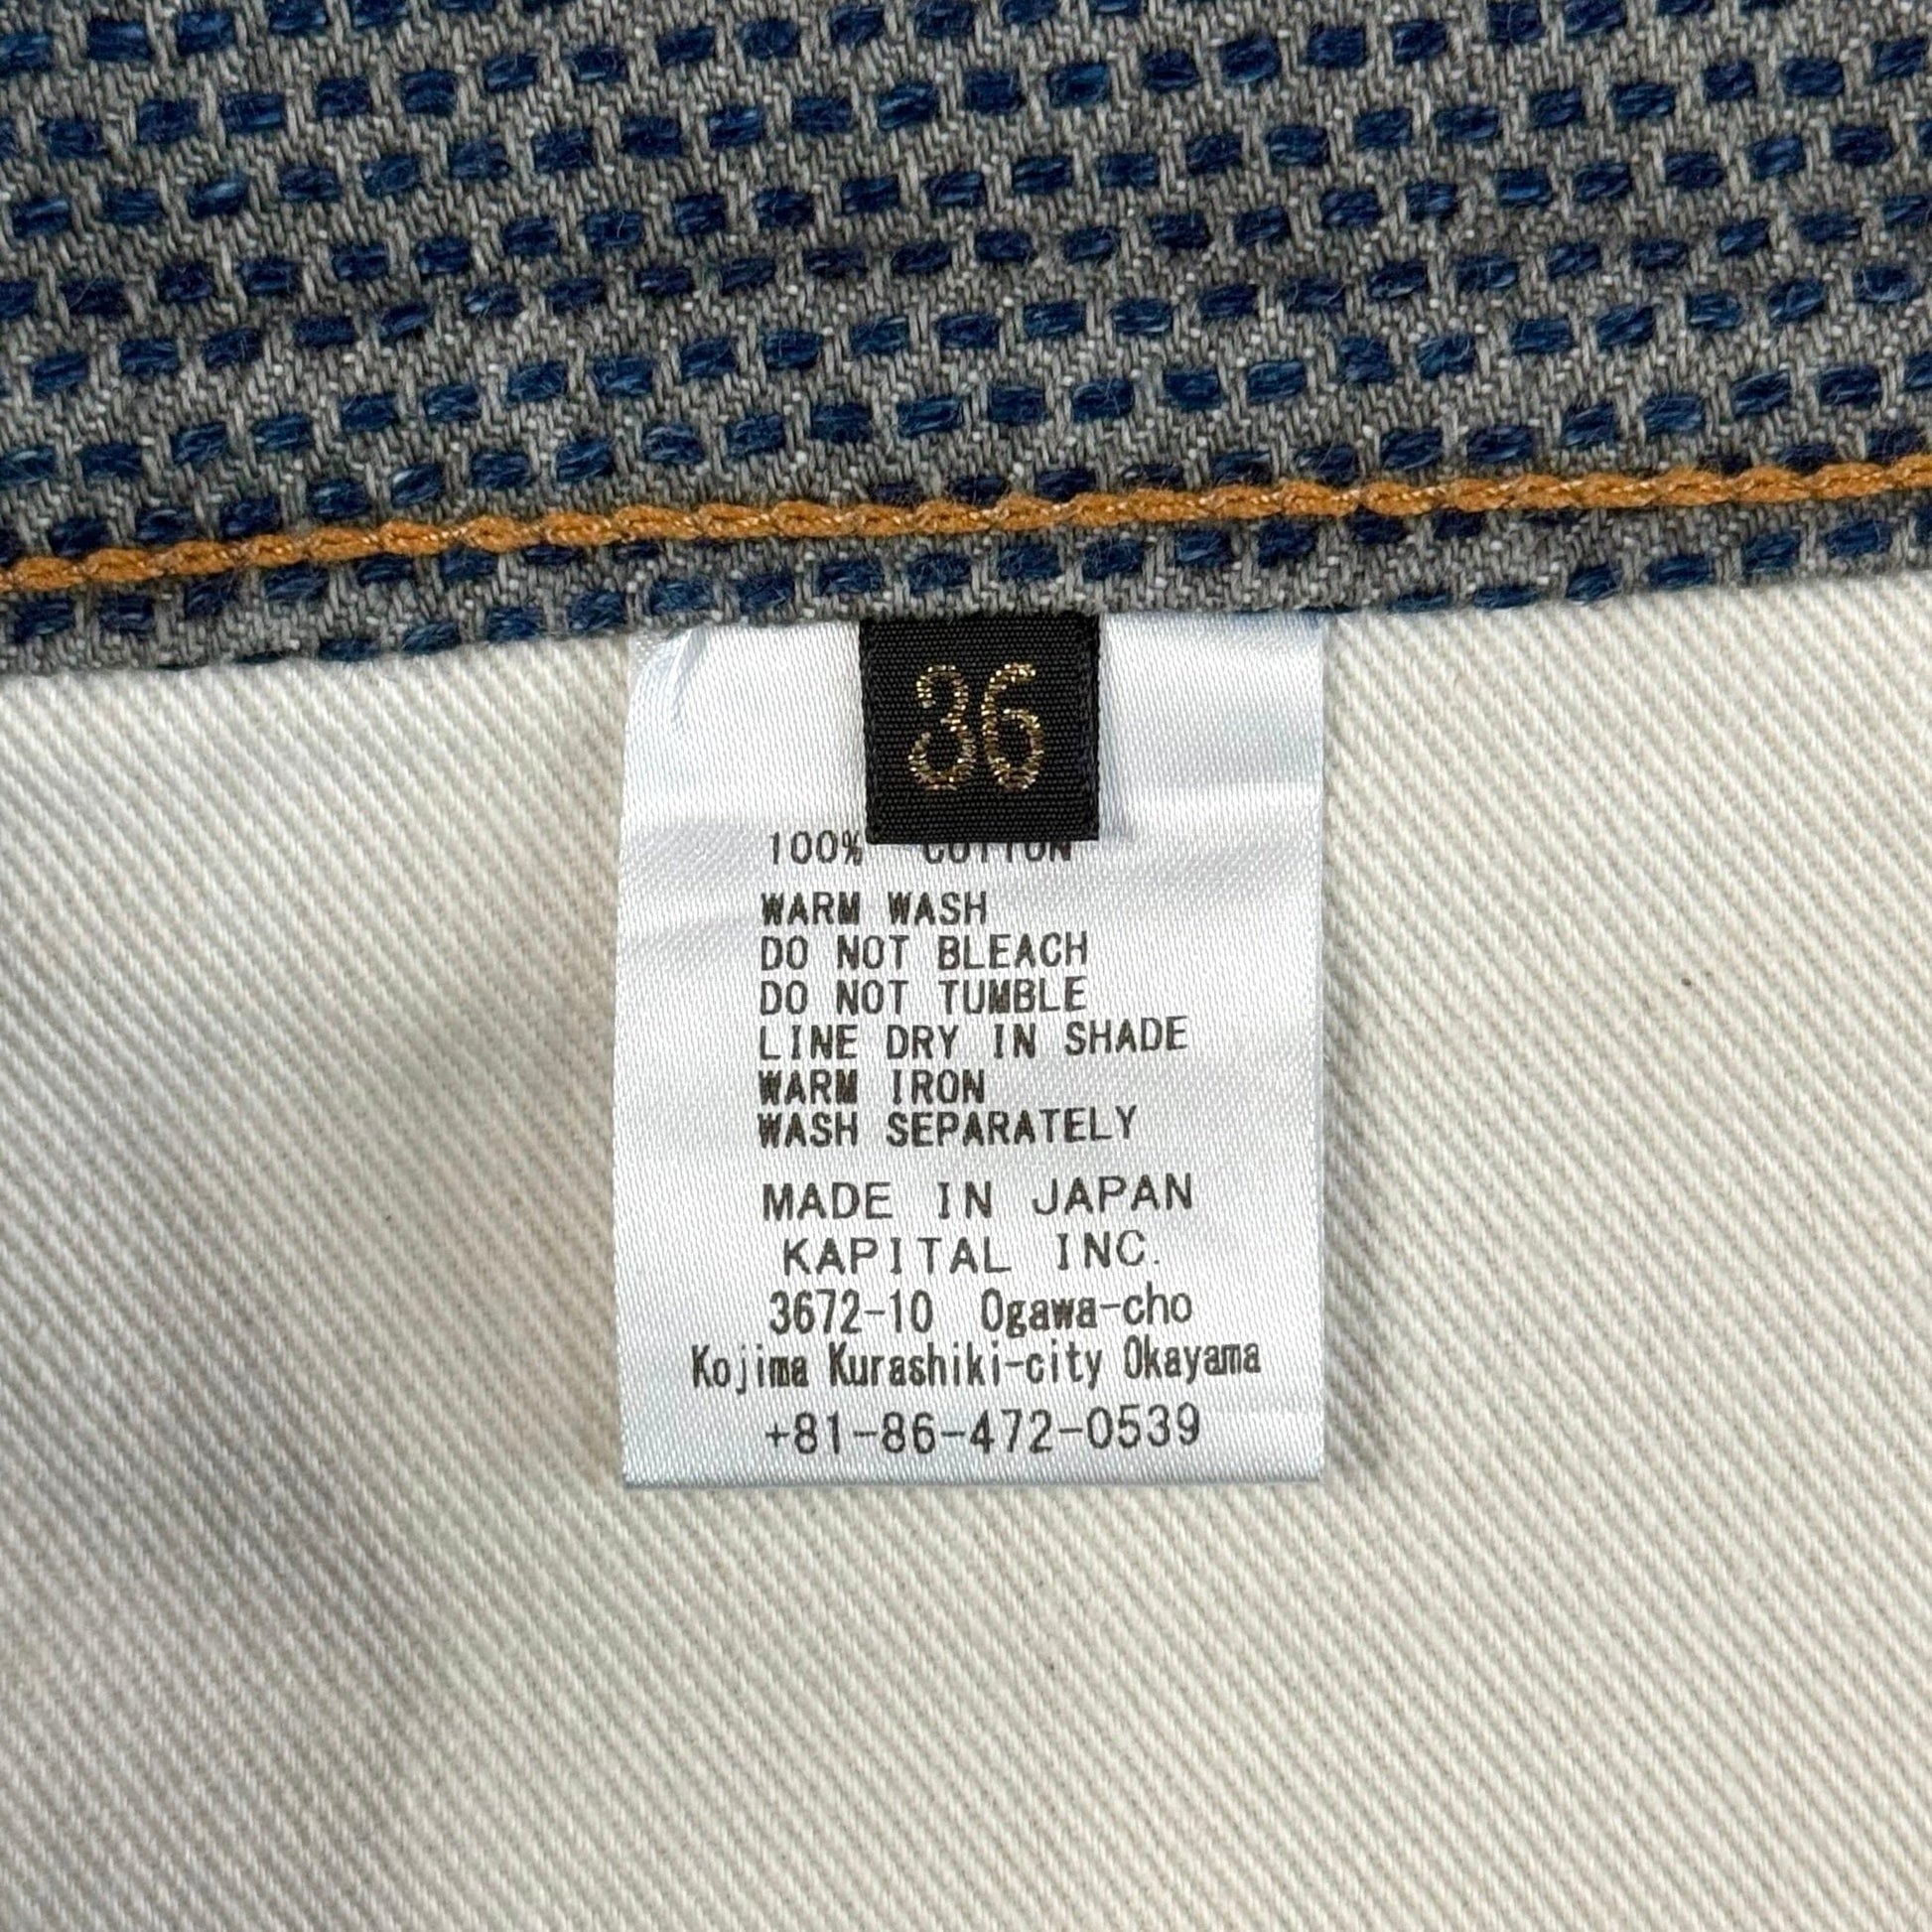 36
100% COTTON
WARM WASH
DO NOT BLEACH
DO NOT TUMBLE
LINE DRY IN SHADE
WARM IRON
WASH SEPARATELY
MADE IN JAPAN
KAPITAL INC.
3672-10 Ogawa-cho
Kojima Kurashiki-city Okayama
+81-86-472-0539